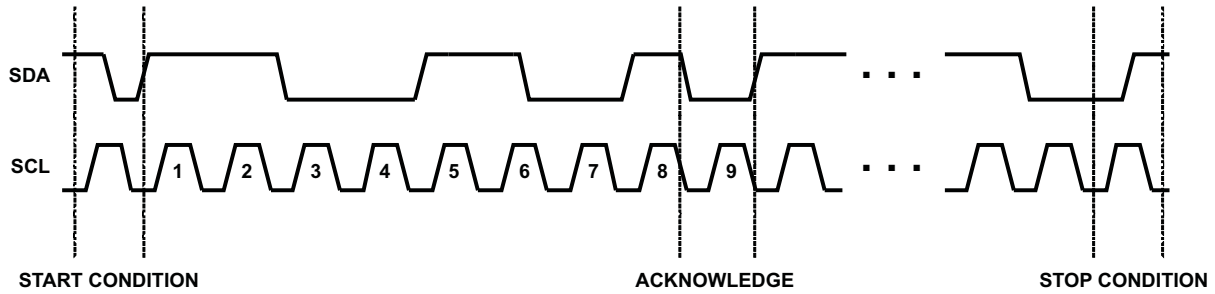 SDA
SCL
1 2 3 4 5 6 7 8 9
START CONDITION
ACKNOWLEDGE
STOP CONDITION